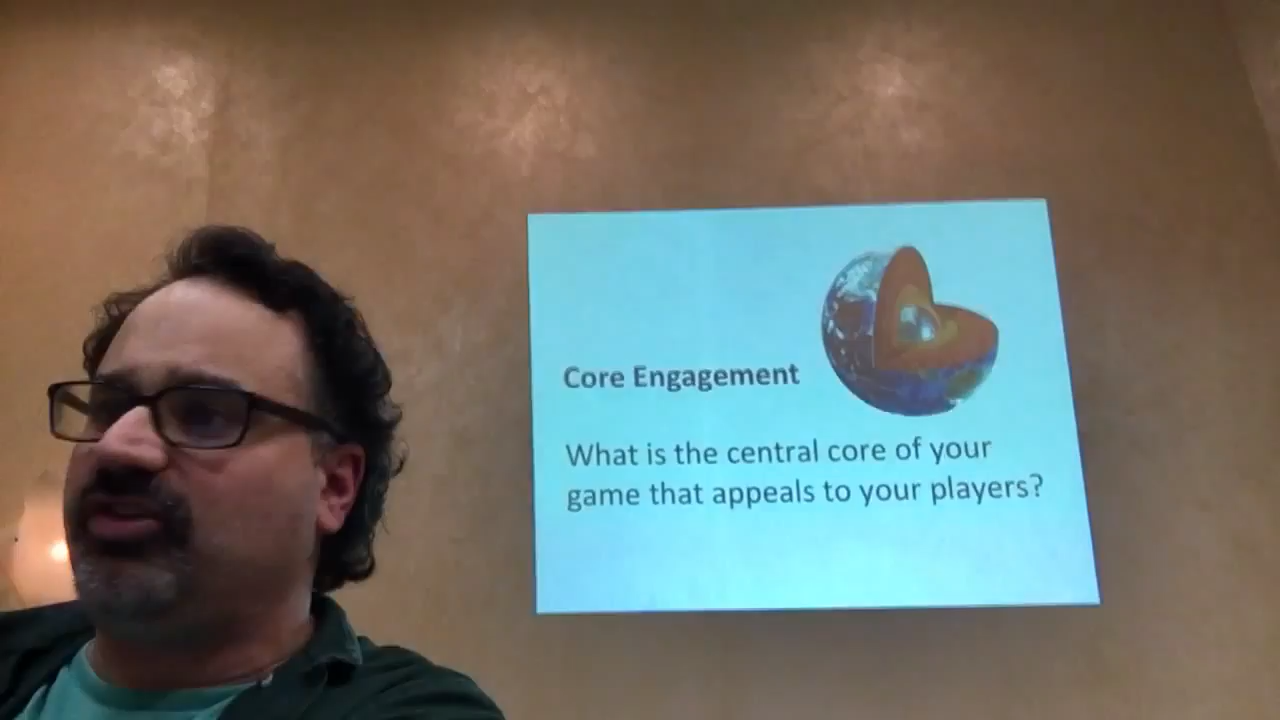 Core Engagement
What is the central core of your
game that appeals to your players?